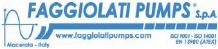 FAGGIOLATI PUMPS S.p.A
Macerata - Italy
www.faggiolatipumps.com
ISO 9001 - ISO 14001
EN 13980 (ATEX)